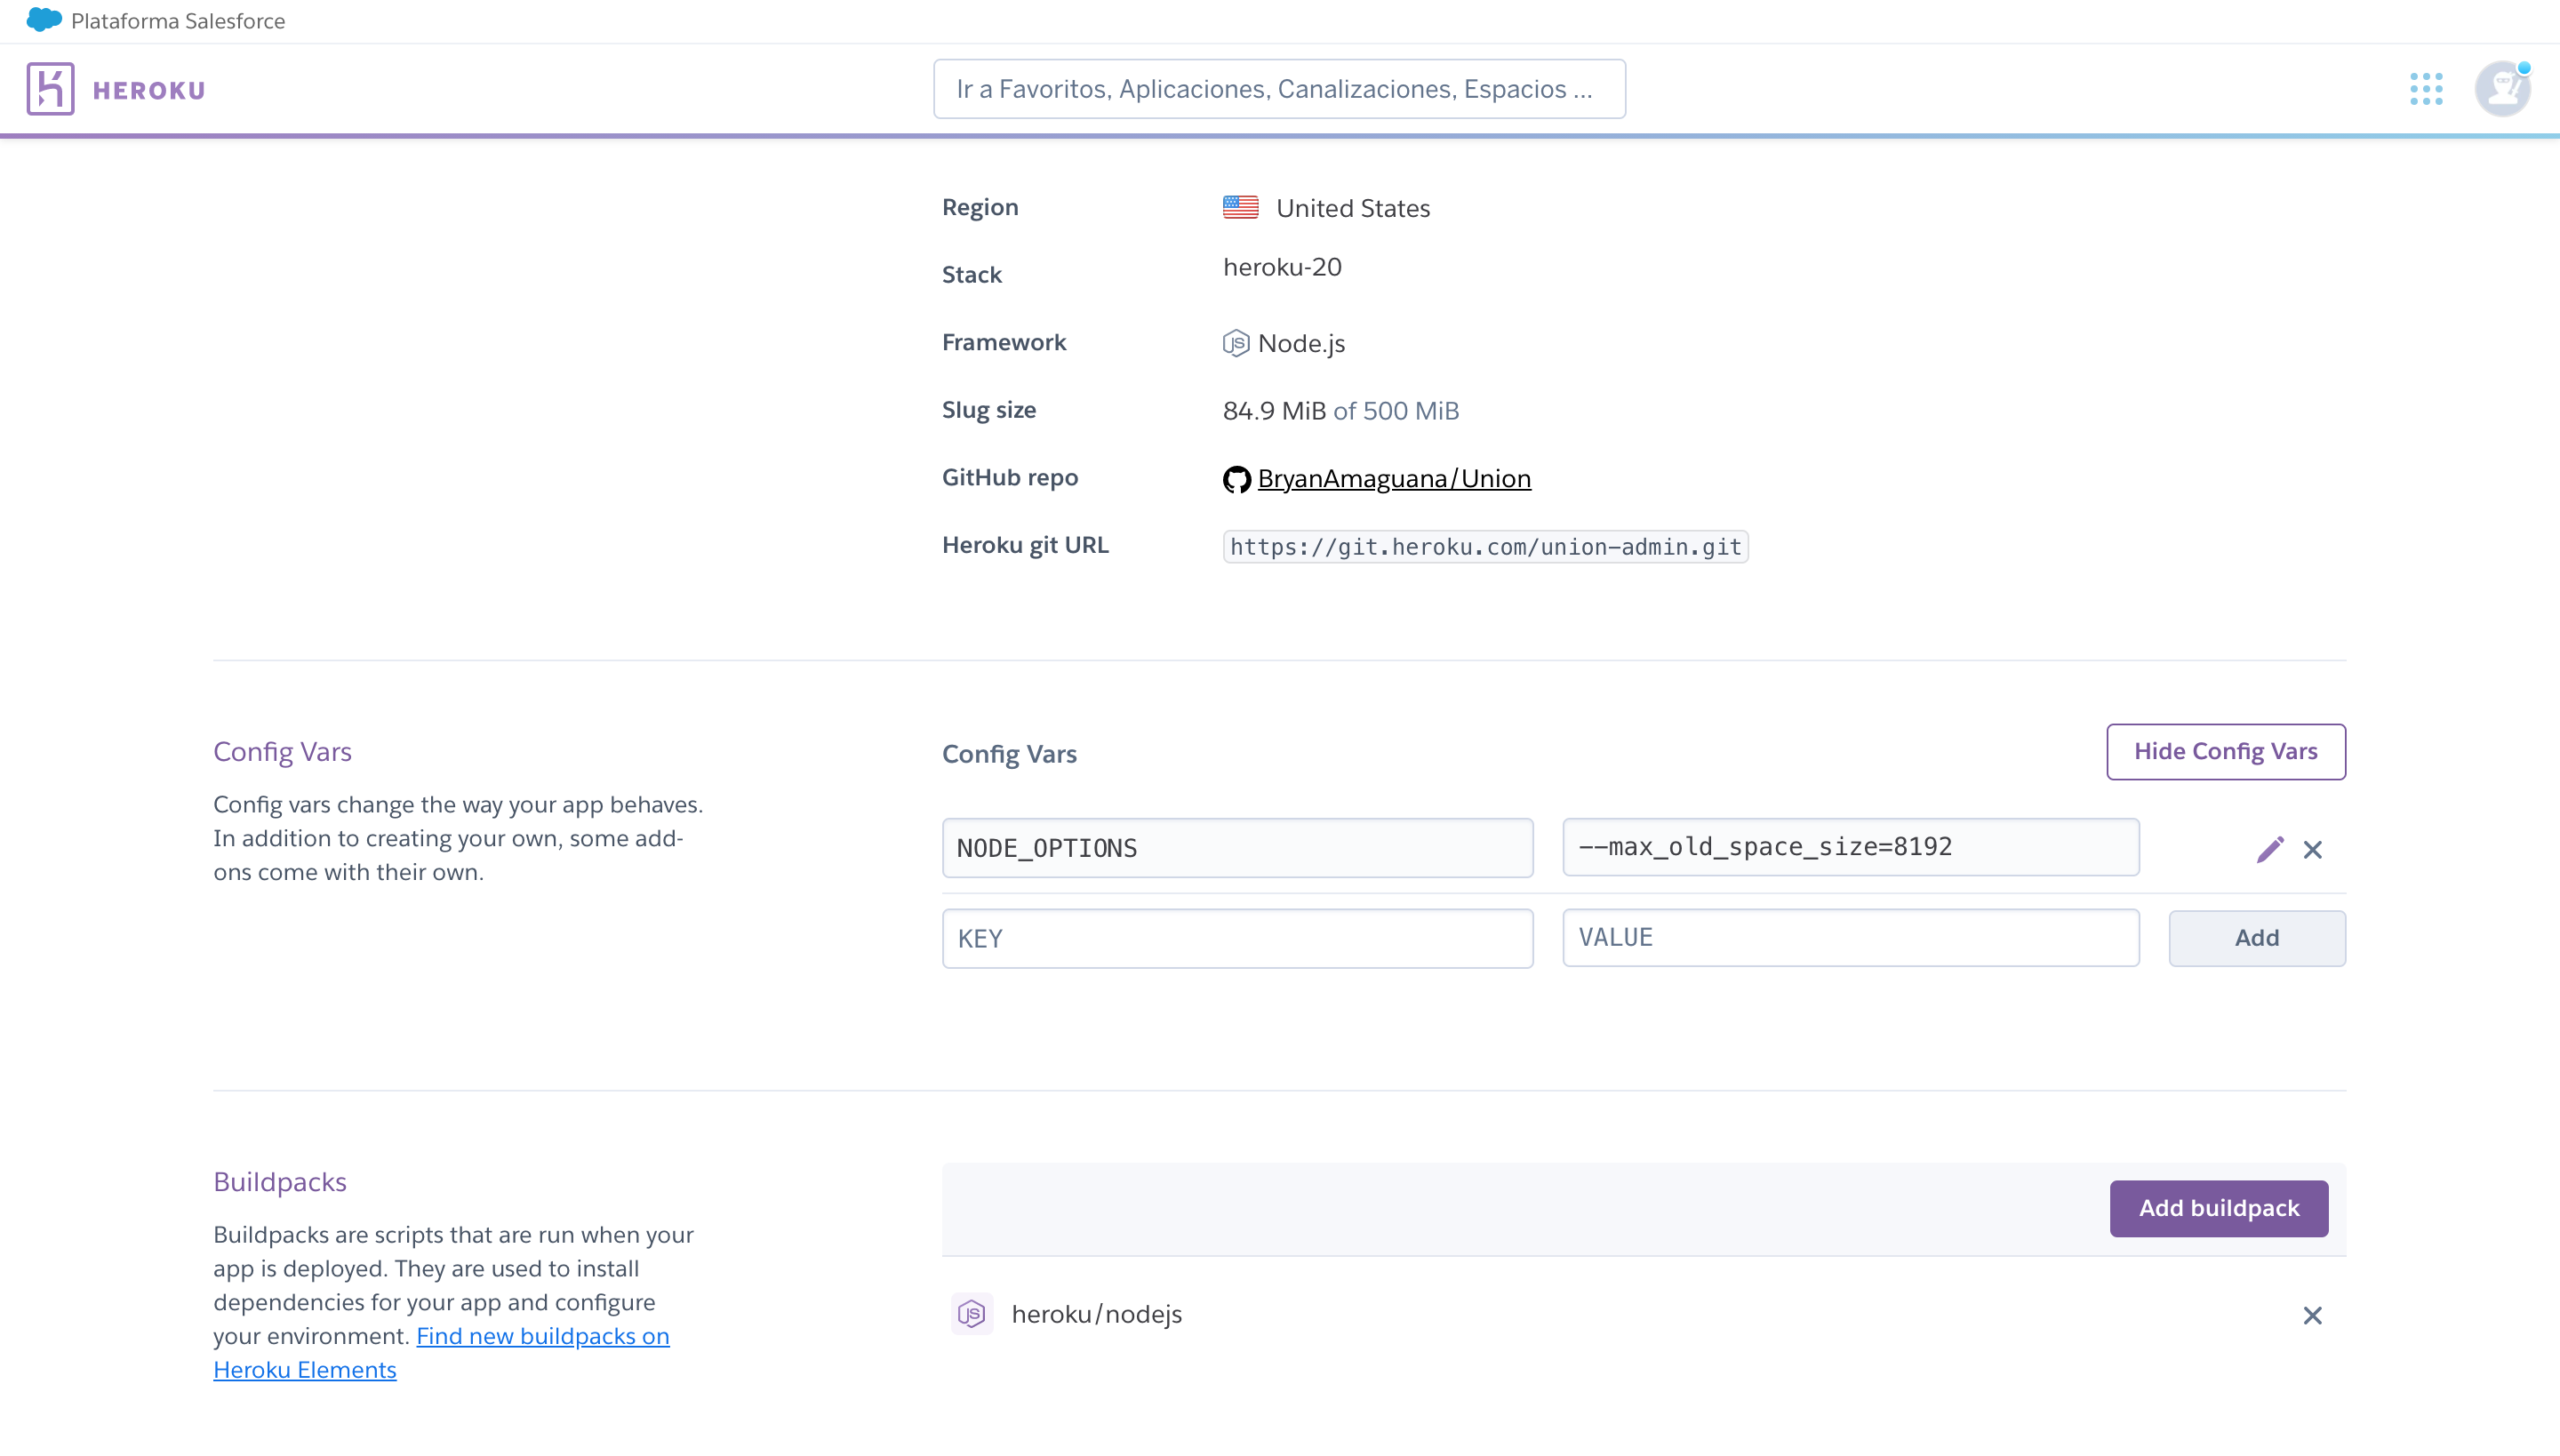 Plataforma Salesforce
HEROKU
Ir a Favoritos, Aplicaciones, Canalizaciones, Espacios ...
Region
United States
Stack
heroku-20
Framework
Node.js
Slug size
84.9 MiB of 500 MiB
GitHub repo
BryanAmaguana/Union
Heroku git URL
https://git.heroku.com/union-admin.git
Config Vars
Config vars change the way your app behaves.
In addition to creating your own, some add-
ons come with their own.
Config Vars
Hide Config Vars
NODE_OPTIONS
--max_old_space_size=8192
KEY
VALUE
Add
Buildpacks
Buildpacks are scripts that are run when your
app is deployed. They are used to install
dependencies for your app and configure
your environment. Find new buildpacks on
Heroku Elements
Add buildpack
heroku/nodejs